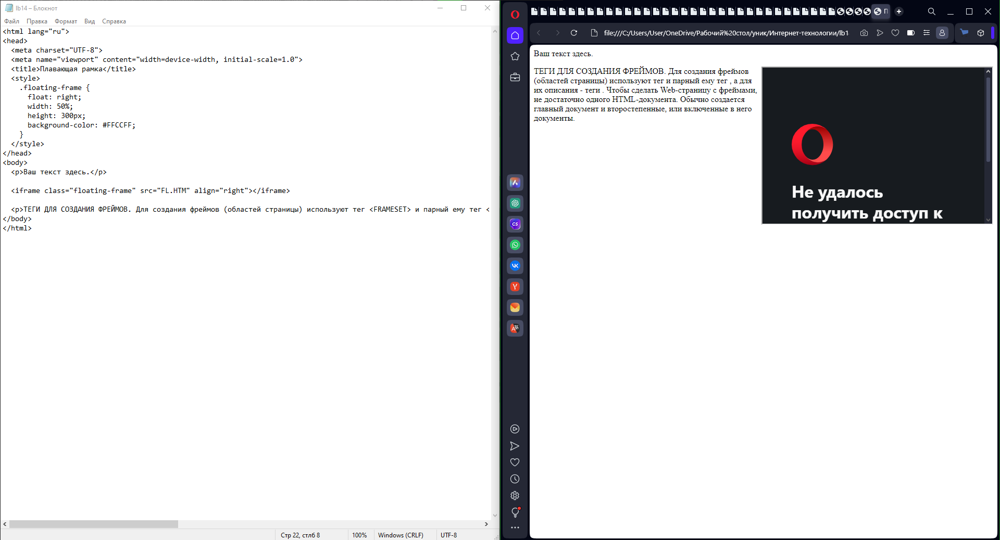 lb14 – Блокнот
Файл Правка Формат Вид Справка
<html lang="ru">
<head>
<meta charset="UTF-8">
<meta name="viewport" content="width=device-width, initial-scale=1.0">
<title>Плавающая рамка</title>
<style>
.floating-frame {
float: right;
width: 50%;
height: 300px;
background-color: #FFCCFF;
}
</style>
</head>
<body>
<p>Ваш текст здесь.</p>
<iframe class="floating-frame" src="FL.HTM" align="right"></iframe>
<p>ТЕГИ ДЛЯ СОЗДАНИЯ ФРЕЙМОВ. Для создания фреймов (областей страницы) используют тег <FRAMESET> и парный ему тег <
</body>
</html>
Стр 22, стлб 8 100% Windows (CRLF) UTF-8
П
file:///C:/Users/User/OneDrive/Рабочий%20стол/уник/Интернет-технологии/lb1
Ваш текст здесь.
ТЕГИ ДЛЯ СОЗДАНИЯ ФРЕЙМОВ. Для создания фреймов
(областей страницы) используют тег и парный ему тег , а для
их описания - теги . Чтобы сделать Web-страницу с фреймами,
не достаточно одного HTML-документа. Обычно создается
главный документ и второстепенные, или включенные в него
документы.
Не удалось
получить доступ к
CS